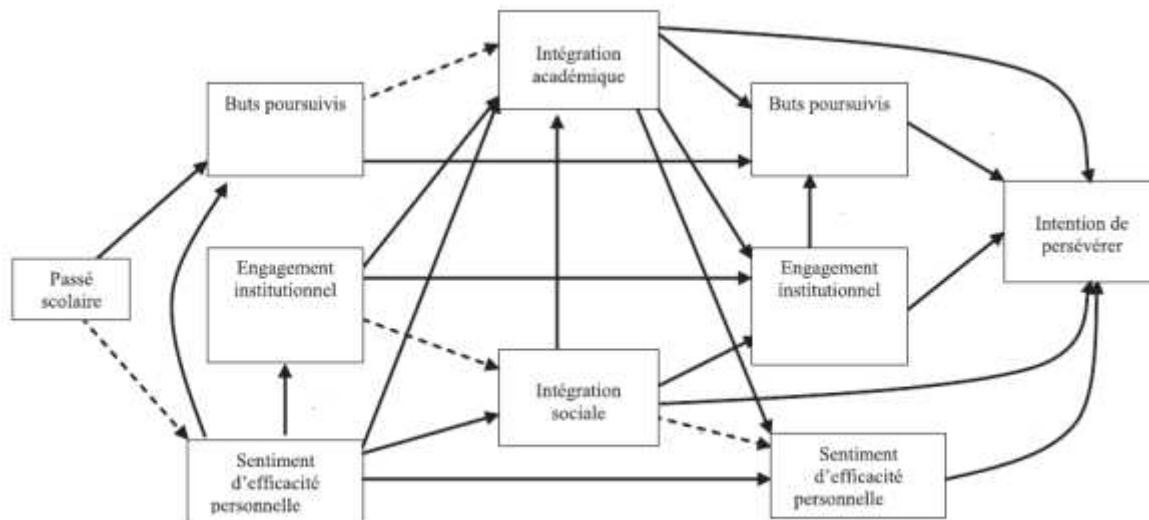 Intégration
académique
Buts poursuivis
Buts poursuivis
Intention de
persévérer
Passé
scolaire
Engagement
institutionnel
Engagement
institutionnel
Intégration
sociale
Sentiment
d'efficacité
personnelle
Sentiment
d'efficacité
personnelle